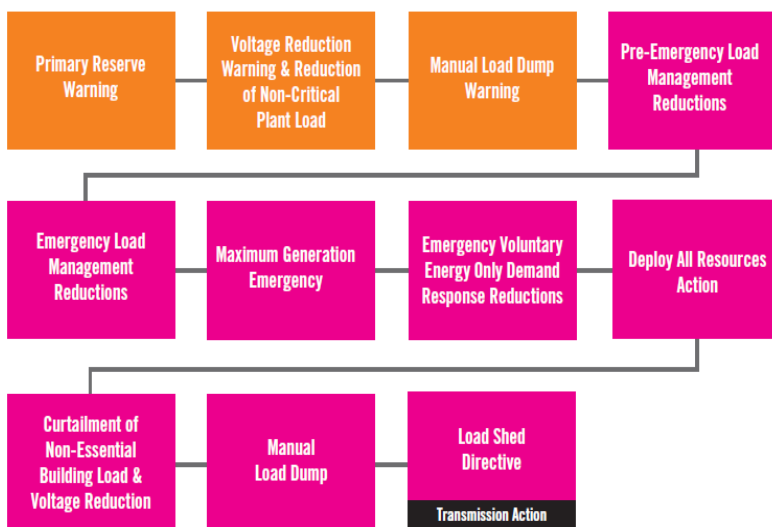 Primary Reserve
Warning
Voltage Reduction
Warning & Reduction
of Non-Critical
Plant Load
Manual Load Dump
Warning
Pre-Emergency Load
Management
Reductions
Emergency Load
Management
Reductions
Maximum Generation
Emergency
Emergency Voluntary
Energy Only Demand
Response Reductions
Deploy All Resources
Action
Curtailment of
Non-Essential
Building Load &
Voltage Reduction
Manual
Load Dump
Load Shed
Directive
Transmission Action